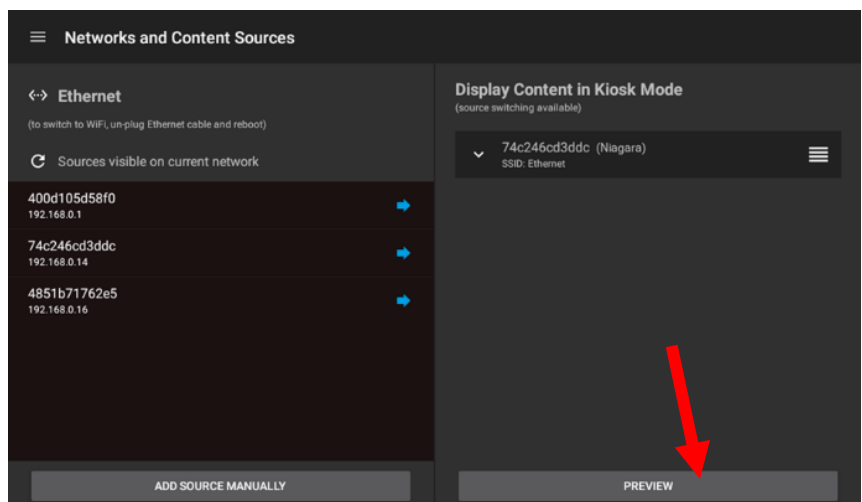 Networks and Content Sources
Ethernet
(to switch to WiFi, un-plug Ethernet cable and reboot)
Sources visible on current network
400d105d58f0
192.168.0.1
74c246cd3ddc
192.168.0.14
4851b71762e5
192.168.0.16
ADD SOURCE MANUALLY
Display Content in Kiosk Mode
(source switching available)
74c246cd3ddc (Niagara)
SSID: Ethernet
PREVIEW